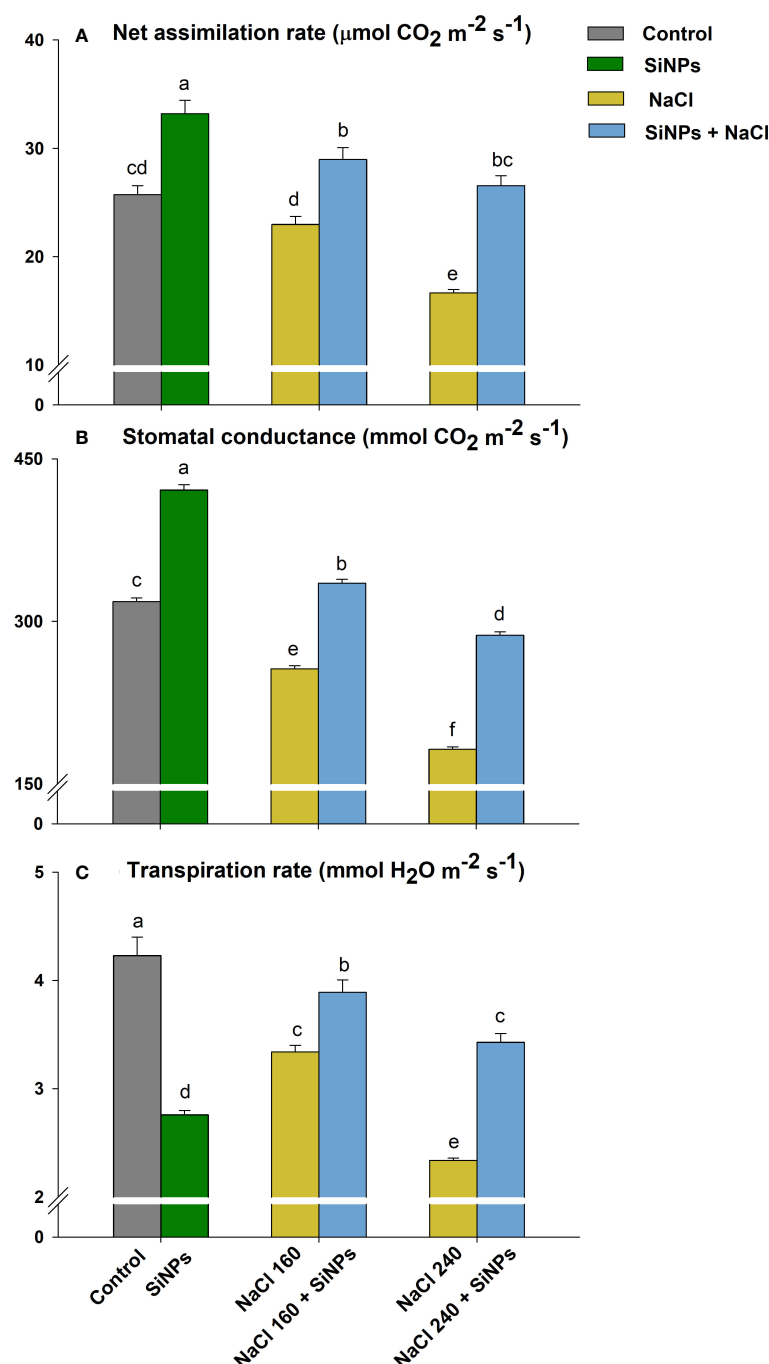 A Net assimilation rate (μmol CO2 m-2 s-1)
Control
SiNPs
NaCl
SiNPs + NaCl
40
30
20
10
0
cd
a
d
b
e
bc
B Stomatal conductance (mmol CO2 m-2 s-1)
450
300
150
0
c
a
e
b
f
d
C Transpiration rate (mmol H2O m-2 s-1)
5
4
3
2
0
a
d
c
b
e
c
Control
SiNPs
NaCl 160
NaCl 160 + SiNPs
NaCl 240
NaCl 240 + SiNPs